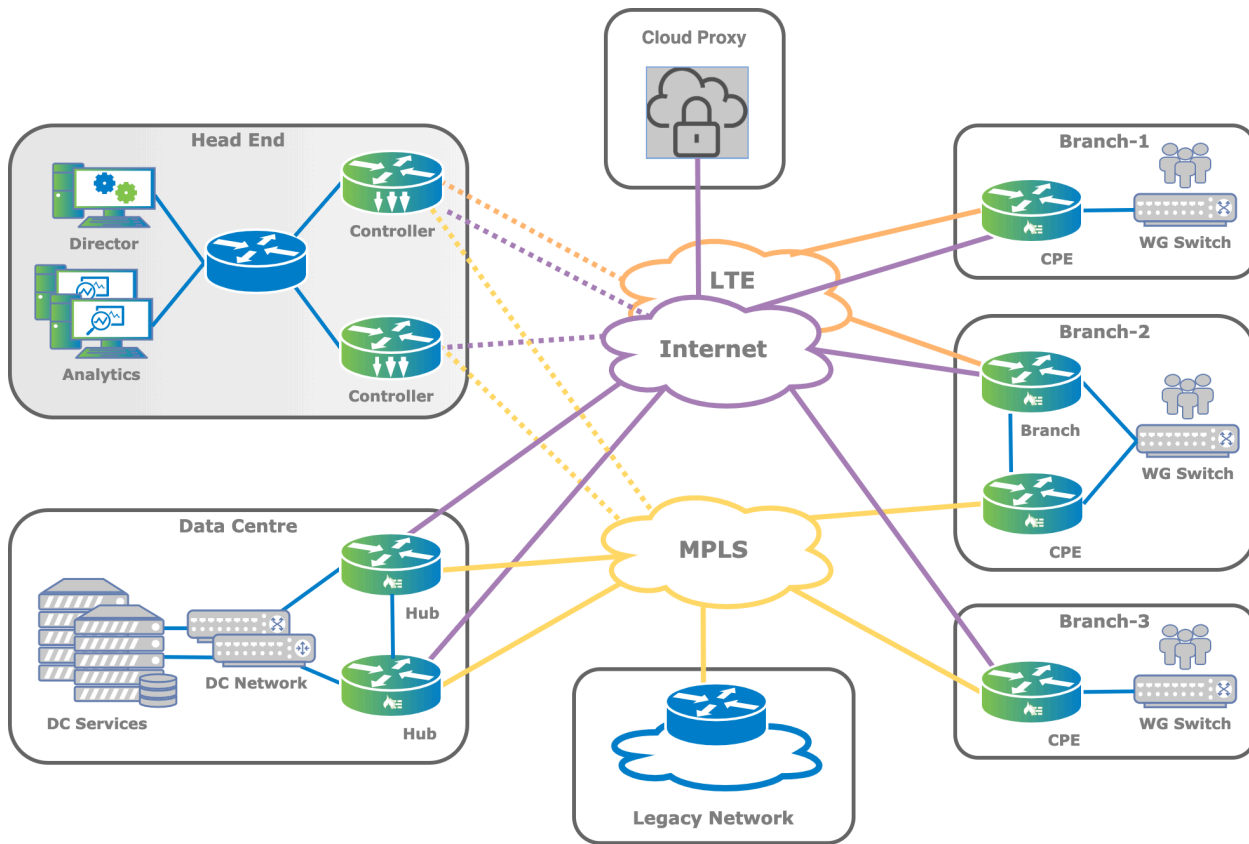 Cloud Proxy
Head End
Director
Analytics
Controller
Controller
LTE
Internet
MPLS
Branch-1
CPE
WG Switch
Branch-2
Branch
WG Switch
CPE
Data Centre
Hub
DC Network
DC Services
Hub
Legacy Network
Branch-3
CPE
WG Switch